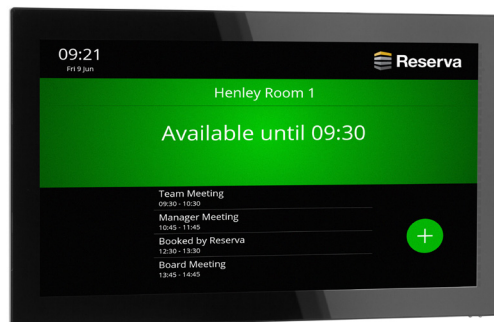 09:21
Fri 9 Jun
Reserva
Henley Room 1
Available until 09:30
Team Meeting
09:30 - 10:30
Manager Meeting
10:45 - 11:45
Booked by Reserva
12:30 - 13:30
Board Meeting
13:45 - 14:45